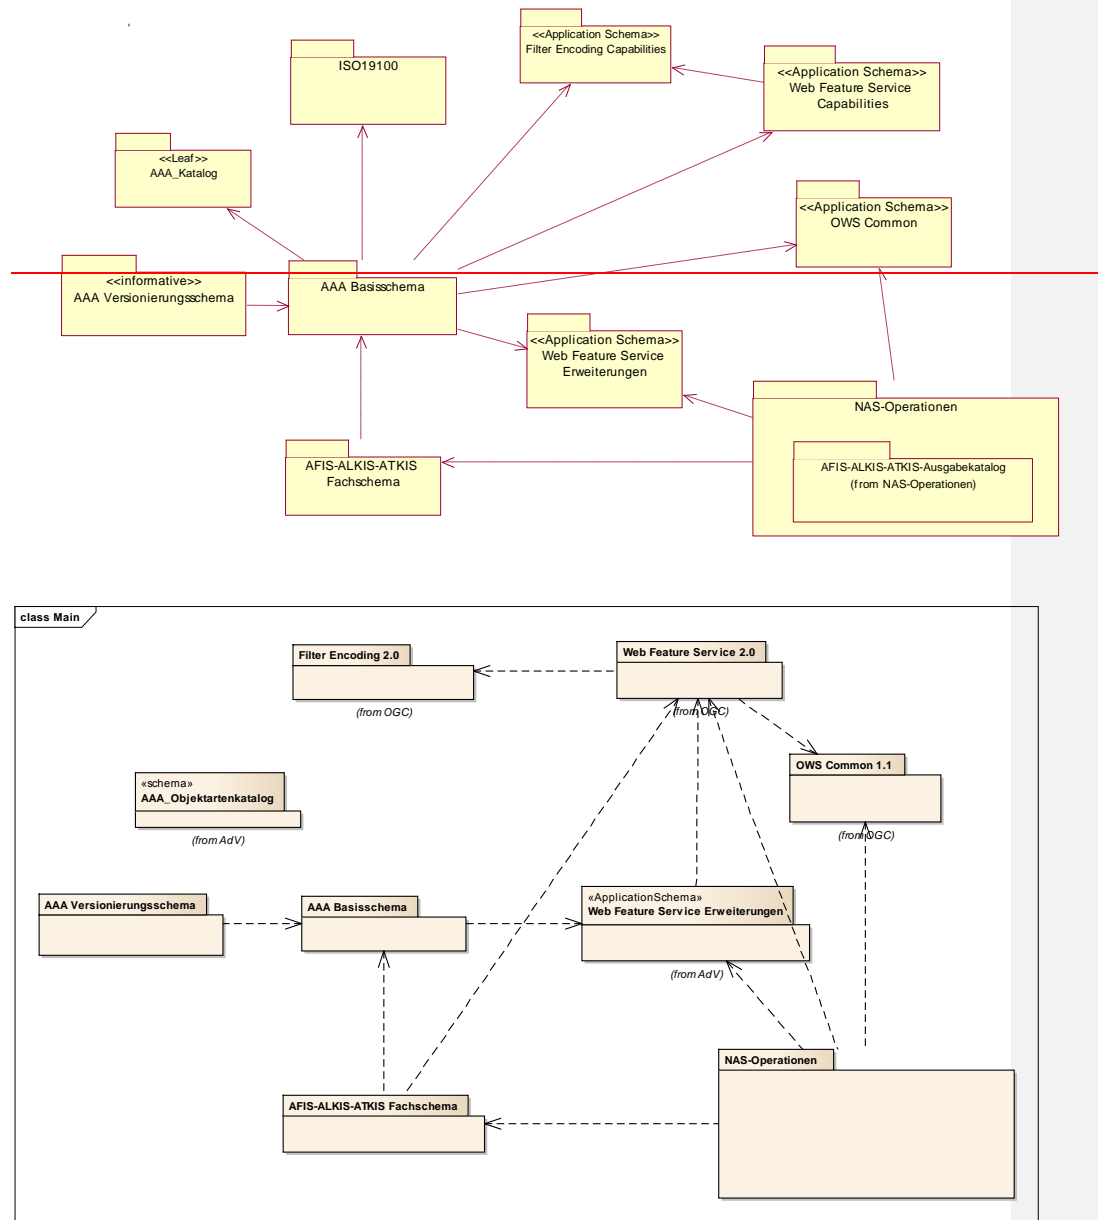 <<Application Schema>>
Filter Encoding Capabilities
ISO19100
<<Application Schema>>
Web Feature Service
Capabilities
<<Leaf>>
AAA_Katalog
<<Application Schema>>
OWS Common
<<informative>>
AAA Versionierungsschema
AAA Basisschema
<<Application Schema>>
Web Feature Service
Erweiterungen
NAS-Operationen
AFIS-ALKIS-ATKIS
Fachschema
AFIS-ALKIS-ATKIS-Ausgabekatalog
(from NAS-Operationen)
class Main
Filter Encoding 2.0
(from OGC)
Web Feature Service 2.0
(from OGC)
OWS Common 1.1
(from OGC)
«schema»
AAA_Objektartenkatalog
(from AdV)
AAA Versionierungsschema
AAA Basisschema
«ApplicationSchema»
Web Feature Service Erweiterungen
(from AdV)
NAS-Operationen
AFIS-ALKIS-ATKIS Fachschema